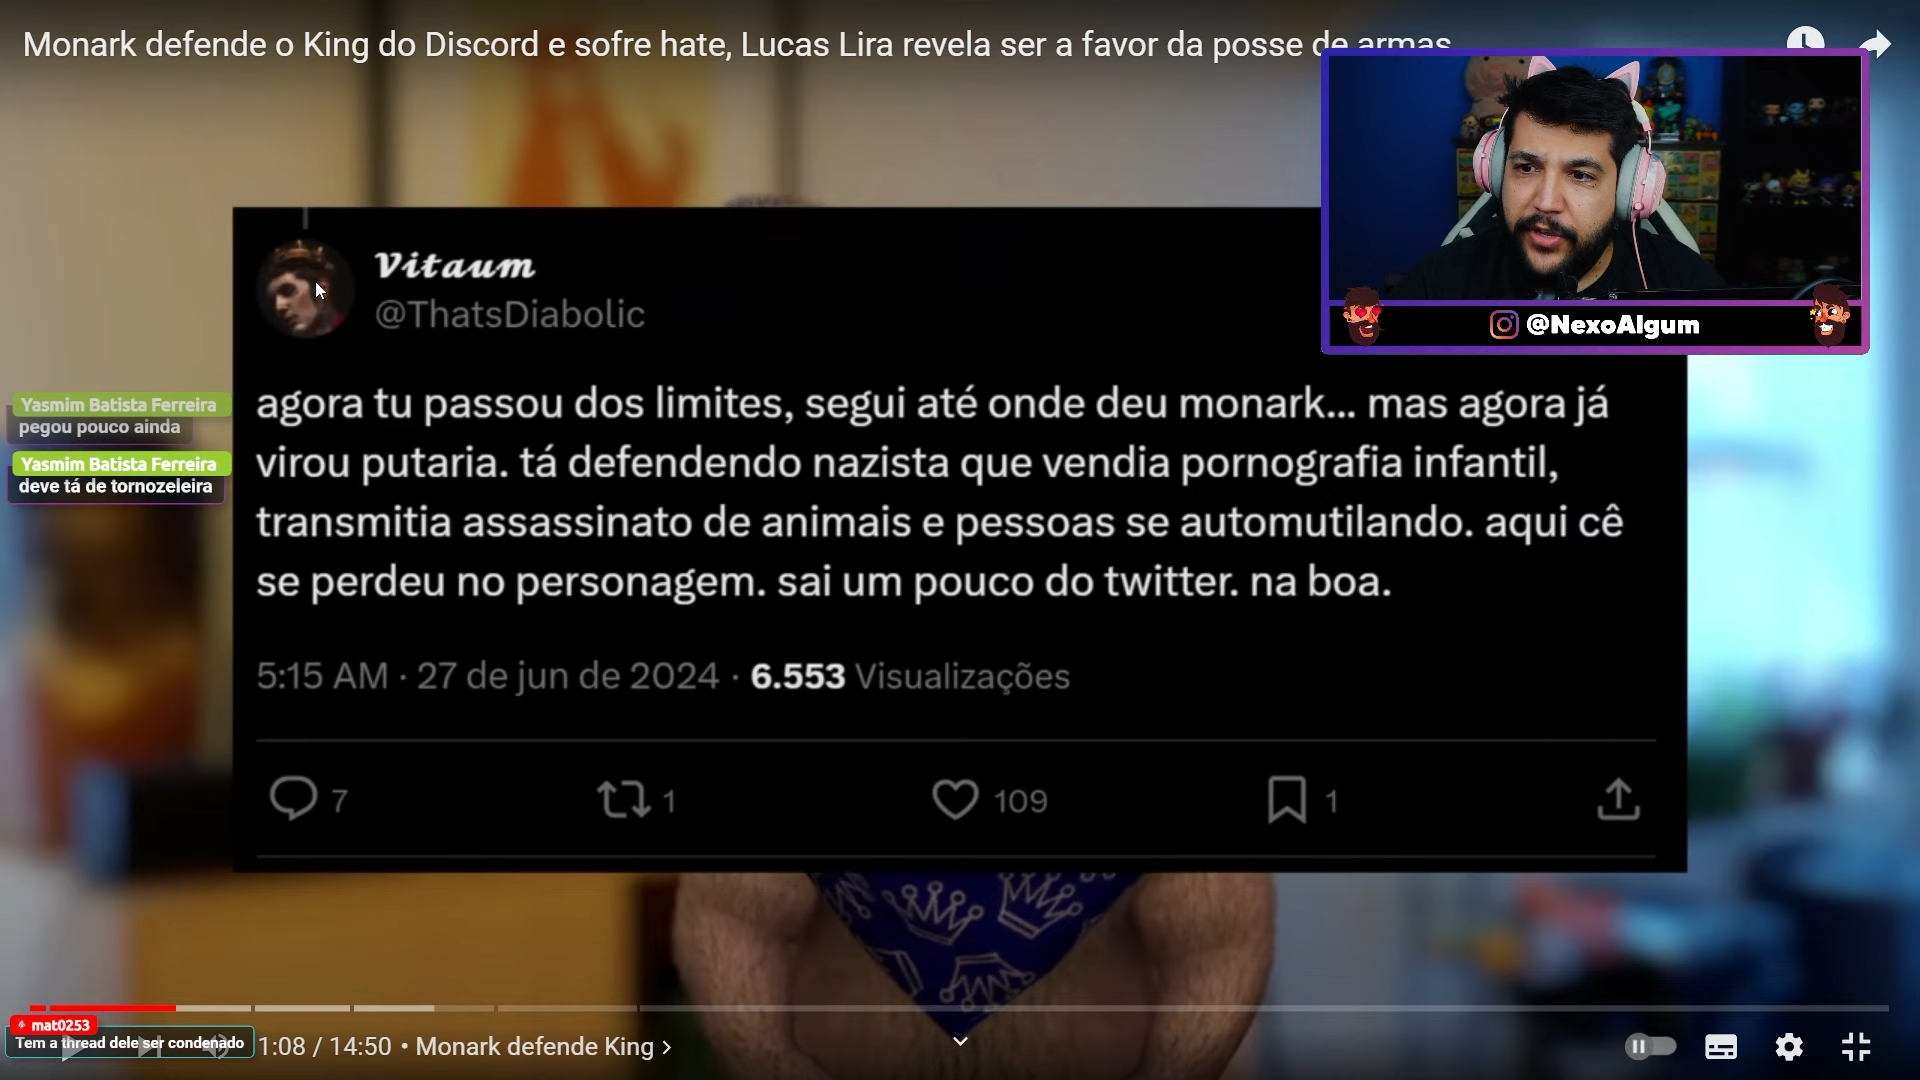 Monark defende o King do Discord e sofre hate, Lucas Lira revela ser a favor da posse de armas
@NexoAlgum
Vitaum
@ThatsDiabolic
agora tu passou dos limites, segui até onde deu monark... mas agora já
virou putaria. tá defendendo nazista que vendia pornografia infantil,
transmitia assassinato de animais e pessoas se automutilando. aqui cê
se perdeu no personagem. sai um pouco do twitter. na boa.
5:15 AM · 27 de jun de 2024 · 6.553 Visualizações
7
1
109
1
Yasmim Batista Ferreira
pegou pouco ainda
Yasmim Batista Ferreira
deve tá de tornozeleira
mat0253
Tem a thread dele ser condenado
1:08 / 14:50 • Monark defende King >